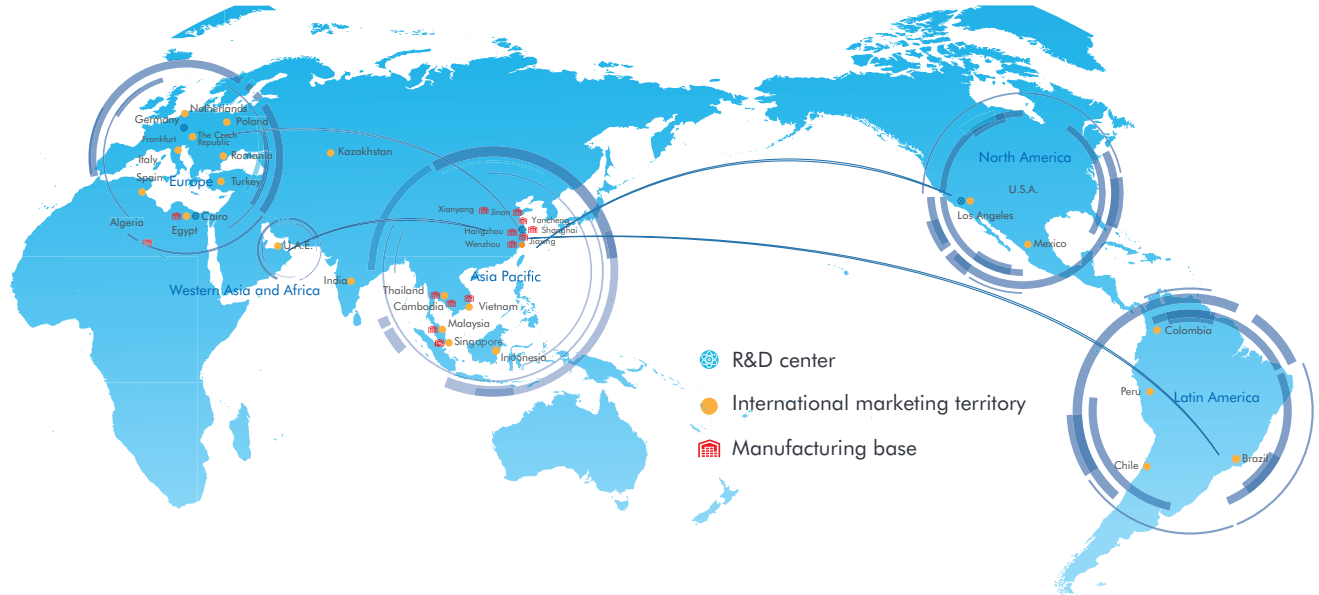 Netherlands
Germany
Poland
Frankfurt
The Czech
Republic
Italy
Romania
Spain
Europe
Turkey
Algeria
Cairo
Egypt
Kazakhstan
U.A.E.
Western Asia and Africa
India
Xianyang
Jinan
Yancheng
Hangzhou
Shanghai
Wenzhou
Jiaxing
Asia Pacific
Thailand
Cambodia
Vietnam
Malaysia
Singapore
Indonesia
North America
U.S.A.
Los Angeles
Mexico
Colombia
Peru
Latin America
Chile
Brazil
R&D center
International marketing territory
Manufacturing base